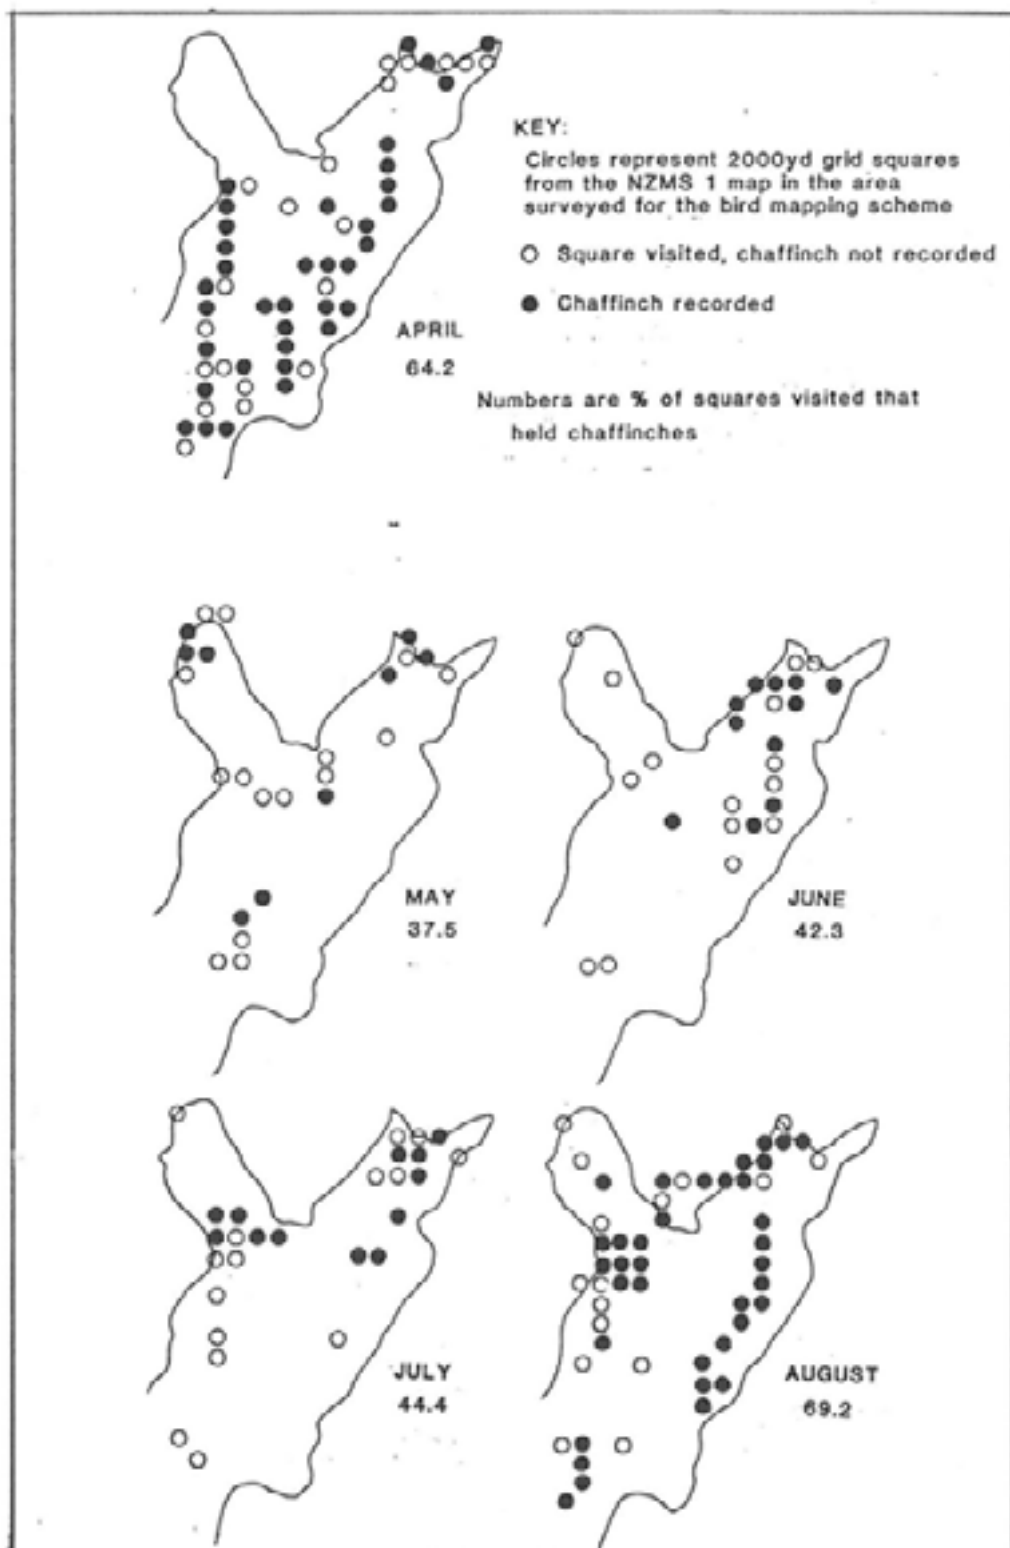 KEY:
Circles represent 2000yd grid squares
from the NZMS 1 map in the area
surveyed for the bird mapping scheme
Square visited, chaffinch not recorded
Chaffinch recorded
APRIL
64.2
Numbers are % of squares visited that
held chaffinches
MAY
37.5
JUNE
42.3
JULY
44.4
AUGUST
69.2